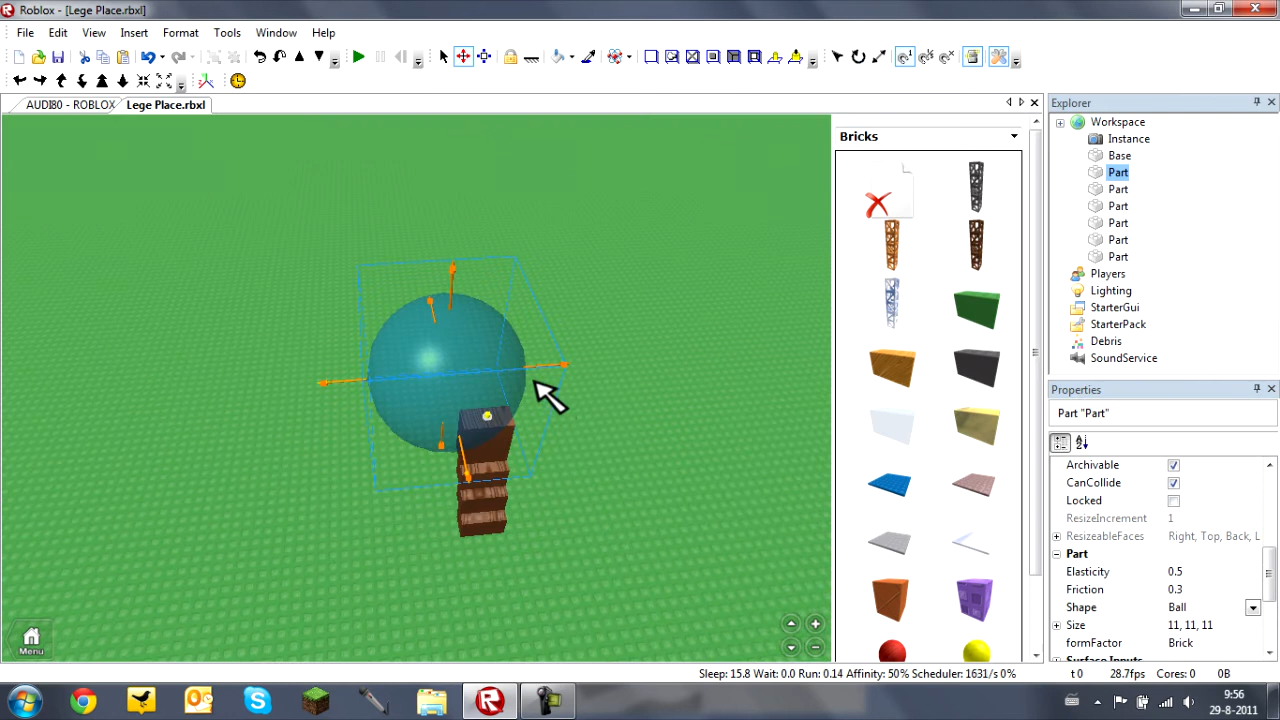 Roblox - [Lege Place.rbxl]
File Edit View Insert Format Tools Window Help
AUDI80 - ROBLOX Lege Place.rbxl
Bricks
Menu
Explorer
Workspace
Instance
Base
Part
Part
Part
Part
Part
Part
Players
Lighting
StarterGui
StarterPack
Debris
SoundService
Properties
Part "Part"
Archivable
CanCollide
Locked
ResizeIncrement 1
ResizeableFaces Right, Top, Back, L
Part
Elasticity 0.5
Friction 0.3
Shape Ball
Size 11, 11, 11
formFactor Brick
Surface Inputs
Sleep: 15.8 Wait: 0.0 Run: 0.14 Affinity: 50% Scheduler: 1631/s 0% t 0 28.7fps Cores: 0 0B
9:56
29-8-2011